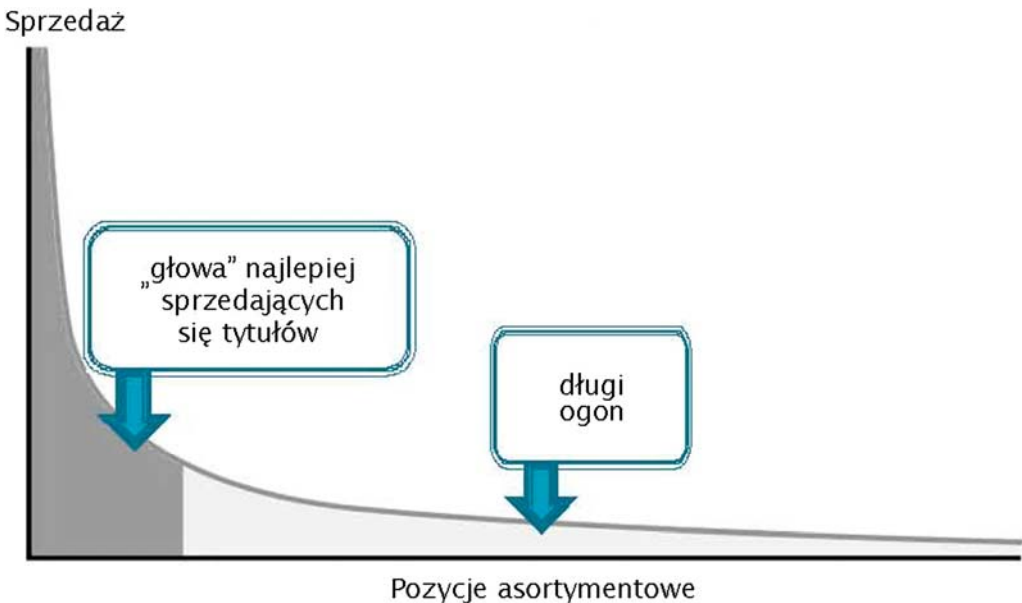 Sprzedaż
„głowa” najlepiej
„sprzedających
się tytułów
długi
ogon
Pozycje asortymentowe